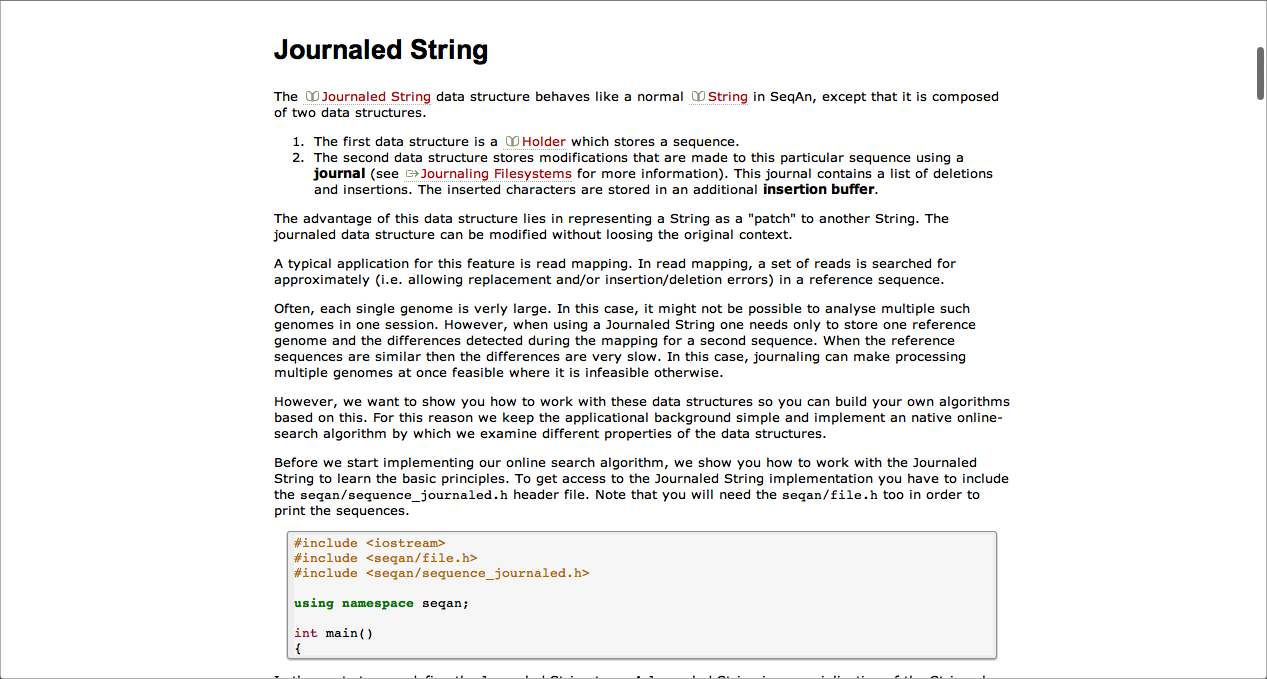 Journaled String
The Journaled String data structure behaves like a normal String in SeqAn, except that it is composed
of two data structures.
1. The first data structure is a Holder which stores a sequence.
2. The second data structure stores modifications that are made to this particular sequence using a
journal (see Journaling Filesystems for more information). This journal contains a list of deletions
and insertions. The inserted characters are stored in an additional insertion buffer.
The advantage of this data structure lies in representing a String as a "patch" to another String. The
journaled data structure can be modified without loosing the original context.
A typical application for this feature is read mapping. In read mapping, a set of reads is searched for
approximately (i.e. allowing replacement and/or insertion/deletion errors) in a reference sequence.
Often, each single genome is verly large. In this case, it might not be possible to analyse multiple such
genomes in one session. However, when using a Journaled String one needs only to store one reference
genome and the differences detected during the mapping for a second sequence. When the reference
sequences are similar then the differences are very slow. In this case, journaling can make processing
multiple genomes at once feasible where it is infeasible otherwise.
However, we want to show you how to work with these data structures so you can build your own algorithms
based on this. For this reason we keep the applicational background simple and implement an native online-
search algorithm by which we examine different properties of the data structures.
Before we start implementing our online search algorithm, we show you how to work with the Journaled
String to learn the basic principles. To get access to the Journaled String implementation you have to include
the seqan/sequence_journaled.h header file. Note that you will need the seqan/file.h too in order to
print the sequences.
#include <iostream>
#include <seqan/file.h>
#include <seqan/sequence_journaled.h>
using namespace seqan;
int main()
{